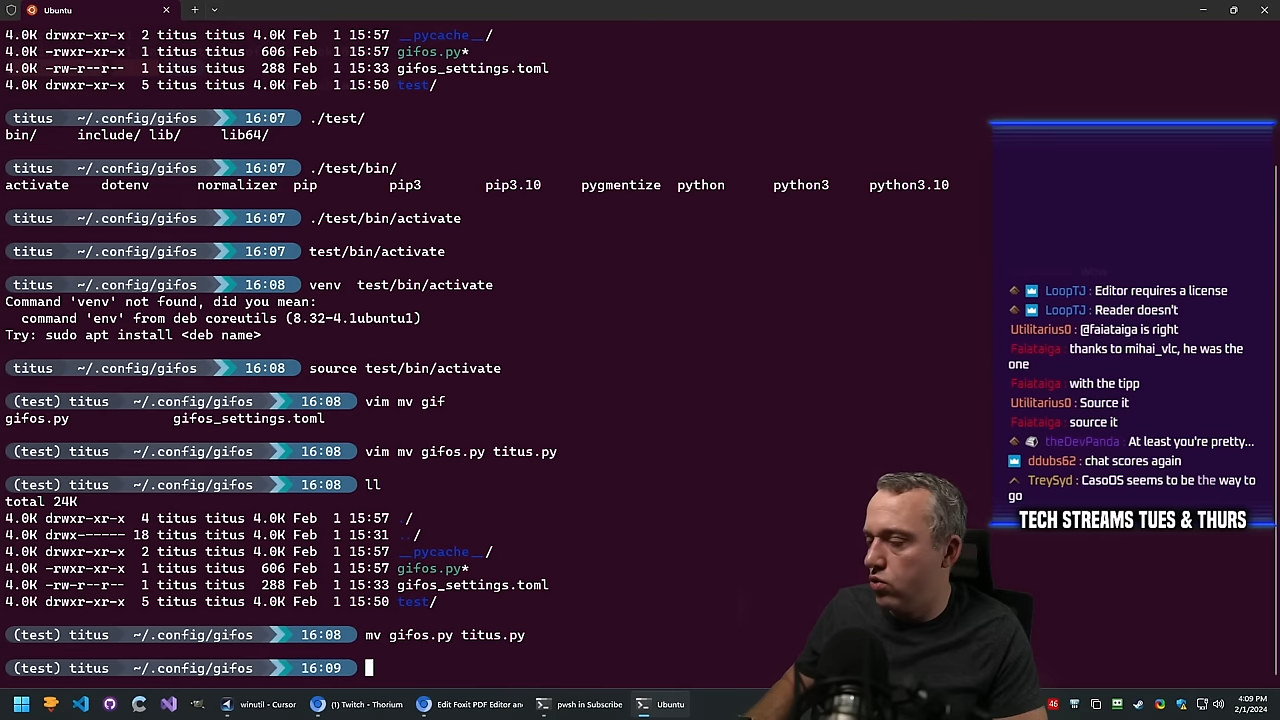 Ubuntu
4.0K drwxr-xr-x 2 titus titus 4.0K Feb 1 15:57 __pycache__/
4.0K -rwxr-xr-x 1 titus titus 606 Feb 1 15:57 gifos.py*
4.0K -rw-r--r-- 1 titus titus 288 Feb 1 15:33 gifos_settings.toml
4.0K drwxr-xr-x 5 titus titus 4.0K Feb 1 15:50 test/
titus ~/.config/gifos 16:07 ./test/
bin/ include/ lib/ lib64/
titus ~/.config/gifos 16:07 ./test/bin/
activate dotenv normalizer pip pip3 pip3.10 pygmentize python python3 python3.10
titus ~/.config/gifos 16:07 ./test/bin/activate
titus ~/.config/gifos 16:07 test/bin/activate
titus ~/.config/gifos 16:08 venv test/bin/activate
Command 'venv' not found, did you mean:
command 'env' from deb coreutils (8.32-4.1ubuntu1)
Try: sudo apt install <deb name>
titus ~/.config/gifos 16:08 source test/bin/activate
(test) titus ~/.config/gifos 16:08 vim mv gif
gifos.py gifos_settings.toml
(test) titus ~/.config/gifos 16:08 vim mv gifos.py titus.py
(test) titus ~/.config/gifos 16:08 ll
total 24K
4.0K drwxr-xr-x 4 titus titus 4.0K Feb 1 15:57 ./
4.0K drwx------ 18 titus titus 4.0K Feb 1 15:31 ../
4.0K drwxr-xr-x 2 titus titus 4.0K Feb 1 15:57 __pycache__/
4.0K -rwxr-xr-x 1 titus titus 606 Feb 1 15:57 gifos.py*
4.0K -rw-r--r-- 1 titus titus 288 Feb 1 15:33 gifos_settings.toml
4.0K drwxr-xr-x 5 titus titus 4.0K Feb 1 15:50 test/
(test) titus ~/.config/gifos 16:08 mv gifos.py titus.py
(test) titus ~/.config/gifos 16:09
LoopTJ : Editor requires a license
LoopTJ : Reader doesn't
Utilitarius0 : @faiataiga is right
Faiataiga : thanks to mihai_vlc, he was the
one
Faiataiga : with the tipp
Utilitarius0 : Source it
Faiataiga : source it
theDevPanda : At least you're pretty...
ddubs62 : chat scores again
TreySyd : CasoOS seems to be the way to
go
TECH STREAMS TUES & THURS
winutil - Cursor
(1) Twitch - Thorium
Edit Foxit PDF Editor an
pwsh in Subscribe
Ubuntu
46
4:09 PM
2/1/2024